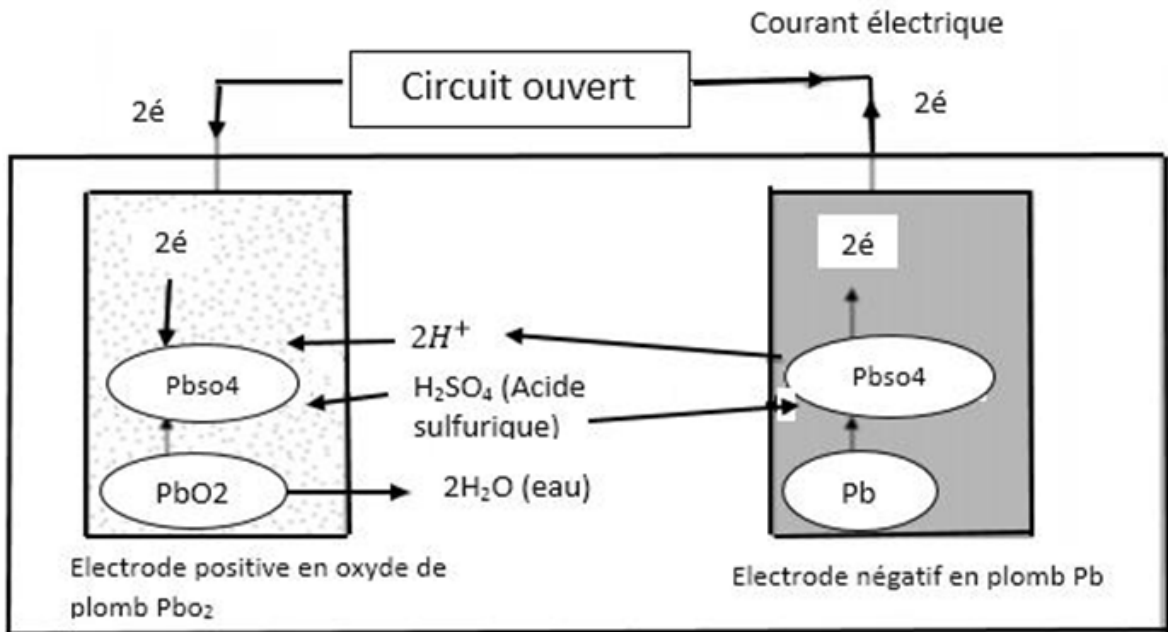 Courant électrique
Circuit ouvert
2é
2é
2é
2é
2H⁺
Pbso4
H₂SO₄ (Acide
sulfurique)
Pbso4
PbO2
2H₂O (eau)
Pb
Electrode positive en oxyde de
plomb Pbo₂
Electrode négatif en plomb Pb